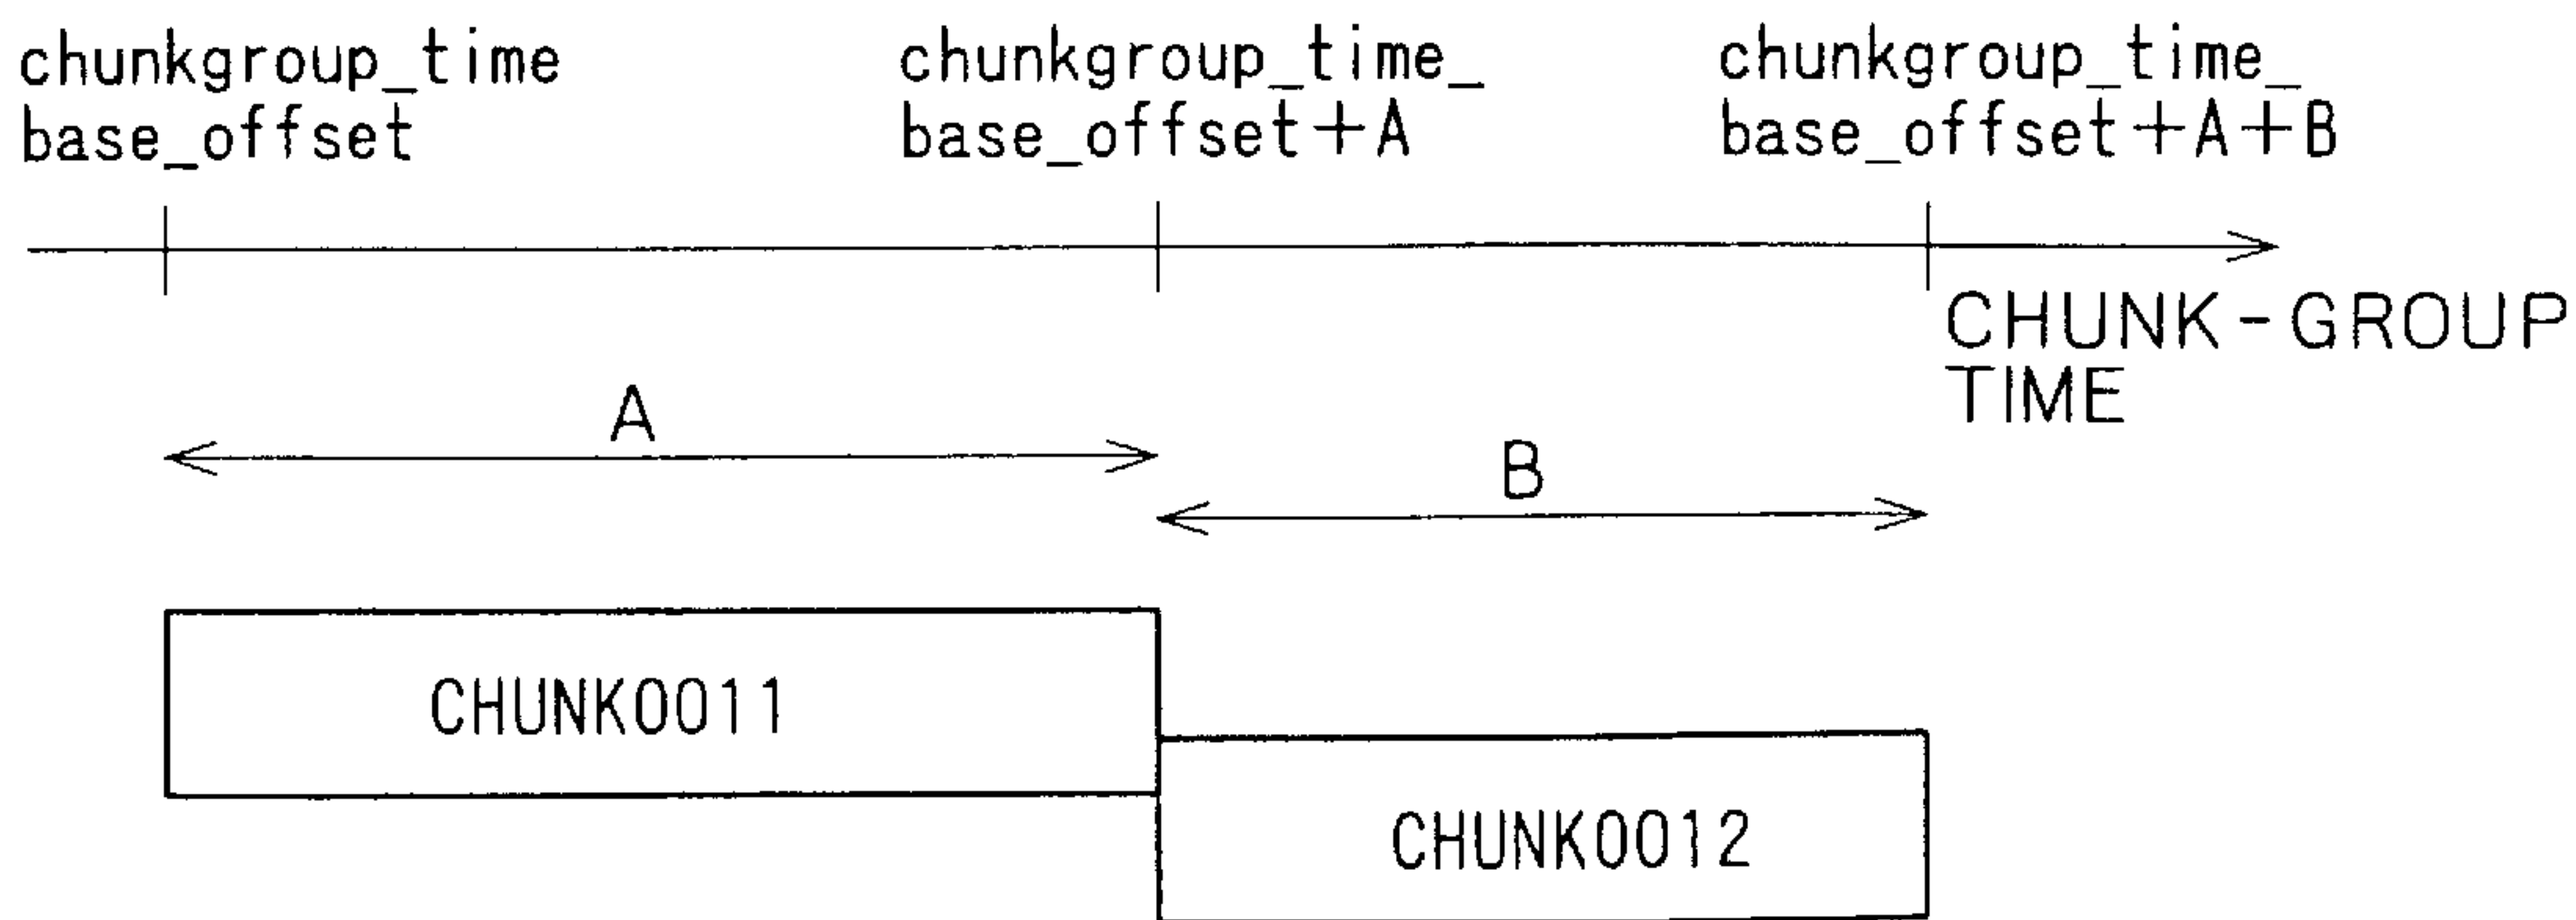 chunkgroup_time
base_offset
chunkgroup_time_
base_offset+A
chunkgroup_time_
base_offset+A+B
CHUNK-GROUP
TIME
A
B
CHUNK0011
CHUNK0012